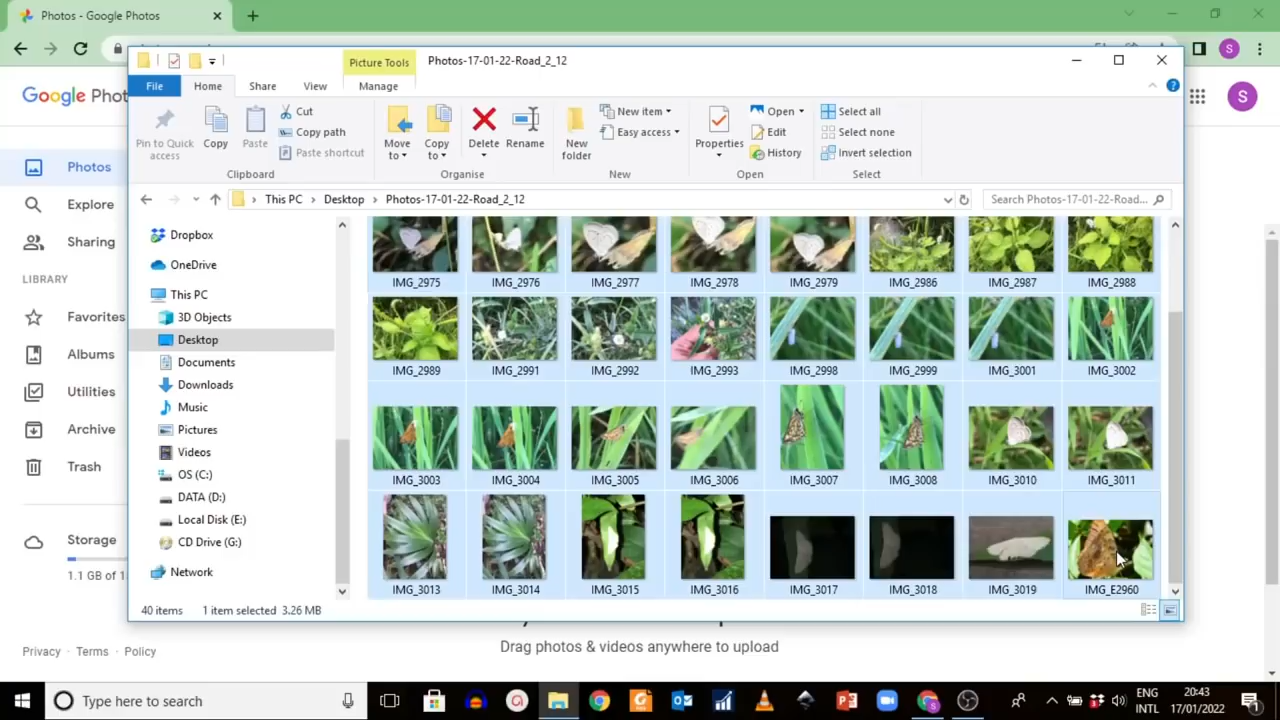 Photos - Google Photos
S
Picture Tools
Photos-17-01-22-Road_2_12
File
Home
Share
View
Manage
Pin to Quick access
Copy
Paste
Cut
Copy path
Paste shortcut
Clipboard
Move to
Copy to
Delete
Rename
Organise
New folder
New item
Easy access
New
Properties
Open
Edit
History
Open
Select all
Select none
Invert selection
Select
This PC
Desktop
Photos-17-01-22-Road_2_12
Search Photos-17-01-22-Road...
Google Phot
S
Photos
Explore
Sharing
LIBRARY
Favorites
Albums
Utilities
Archive
Trash
Storage
1.1 GB of 1
Dropbox
OneDrive
This PC
3D Objects
Desktop
Documents
Downloads
Music
Pictures
Videos
OS (C:)
DATA (D:)
Local Disk (E:)
CD Drive (G:)
Network
IMG_2975 IMG_2976 IMG_2977 IMG_2978 IMG_2979 IMG_2986 IMG_2987 IMG_2988
IMG_2989 IMG_2991 IMG_2992 IMG_2993 IMG_2998 IMG_2999 IMG_3001 IMG_3002
IMG_3003 IMG_3004 IMG_3005 IMG_3006 IMG_3007 IMG_3008 IMG_3010 IMG_3011
IMG_3013 IMG_3014 IMG_3015 IMG_3016 IMG_3017 IMG_3018 IMG_3019 IMG_E2960
40 items 1 item selected 3.26 MB
Drag photos & videos anywhere to upload
Privacy · Terms · Policy
Type here to search
ENG
INTL
20:43
17/01/2022
1